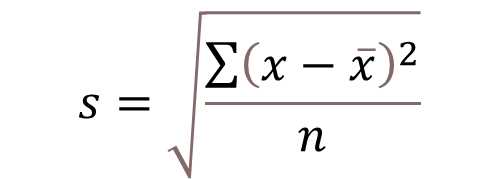 s = √(∑(x − x̄)²/n)